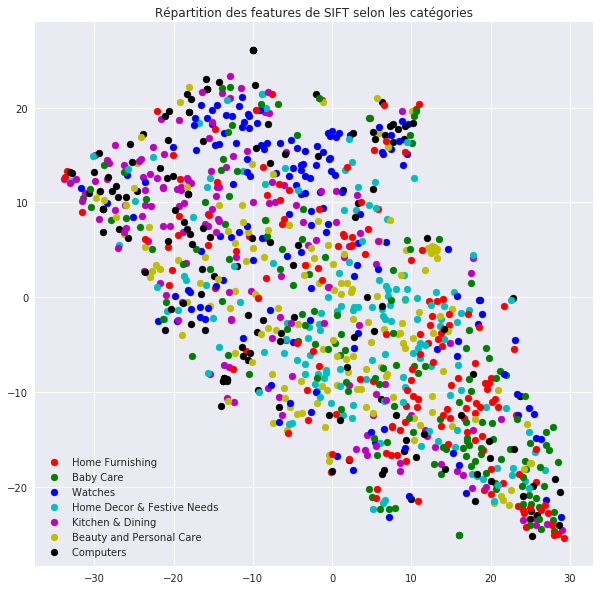 Répartition des features de SIFT selon les catégories
20
10
0
−10
−20
Home Furnishing
Baby Care
Watches
Home Decor & Festive Needs
Kitchen & Dining
Beauty and Personal Care
Computers
−30 −20 −10 0 10 20 30